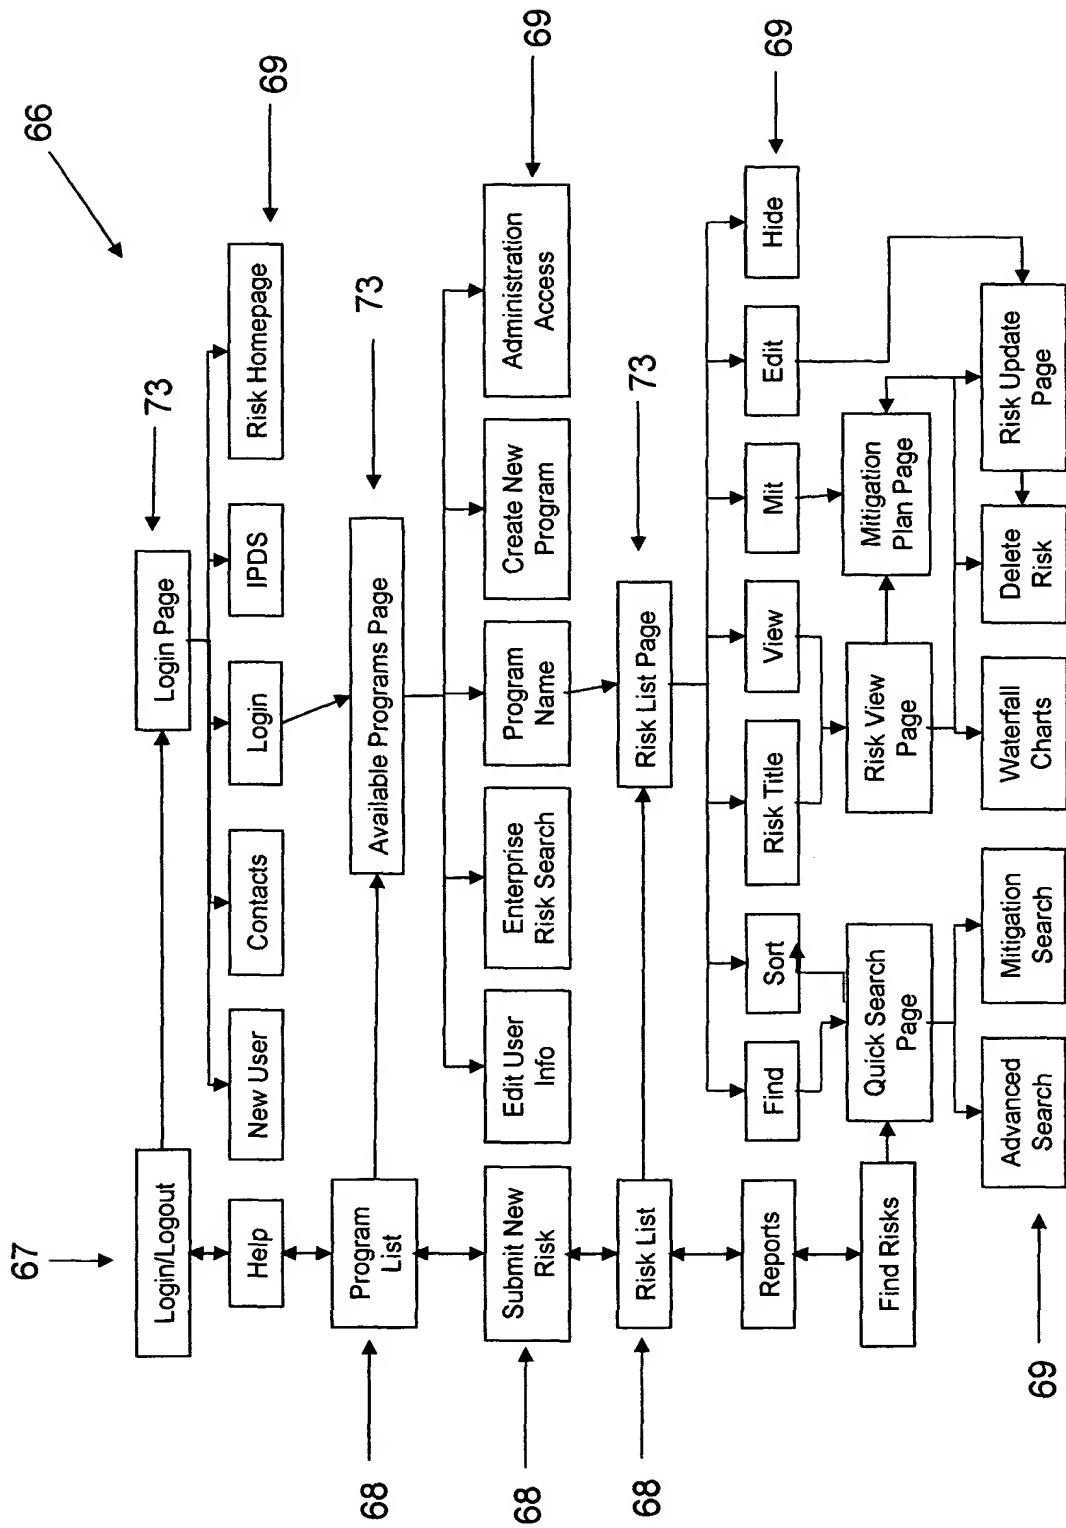 66
67
Login/Logout
Login Page
73
New User
Contacts
Login
IPDS
Risk Homepage
69
Help
Program
List
Available Programs Page
73
68
Submit New
Risk
Edit User
Info
Enterprise
Risk Search
Program
Name
Create New
Program
Administration
Access
69
68
Risk List
Risk List Page
73
68
Reports
Find
Sort
Risk Title
View
Mit
Edit
Hide
69
Find Risks
Quick Search
Page
Risk View
Page
Mitigation
Plan Page
Advanced
Search
Mitigation
Search
Waterfall
Charts
Delete
Risk
Risk Update
Page
69